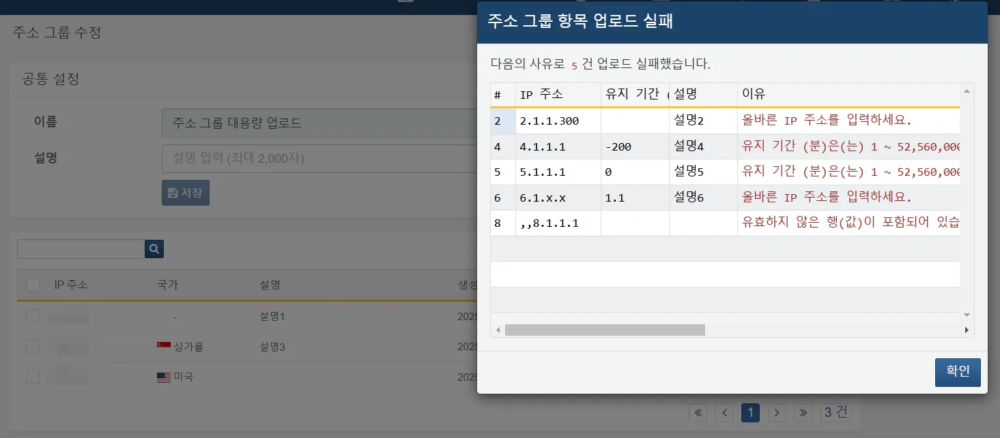 주소 그룹 수정
공통 설정
이름 주소 그룹 대용량 업로드
설명 설명 입력 (최대 2,000자)
저장
IP 주소 국가 설명 생성
- 설명1 2025
싱가폴 설명3 2025
미국 2025
« ‹ 1 › » 3 건
주소 그룹 항목 업로드 실패
다음의 사유로 5 건 업로드 실패했습니다.
# IP 주소 유지 기간 ( 설명 이유
2 2.1.1.300 설명2 올바른 IP 주소를 입력하세요.
4 4.1.1.1 -200 설명4 유지 기간 (분)은(는) 1 ~ 52,560,000
5 5.1.1.1 0 설명5 유지 기간 (분)은(는) 1 ~ 52,560,000
6 6.1.x.x 1.1 설명6 올바른 IP 주소를 입력하세요.
8 ,,8.1.1.1 유효하지 않은 행(값)이 포함되어 있습
확인